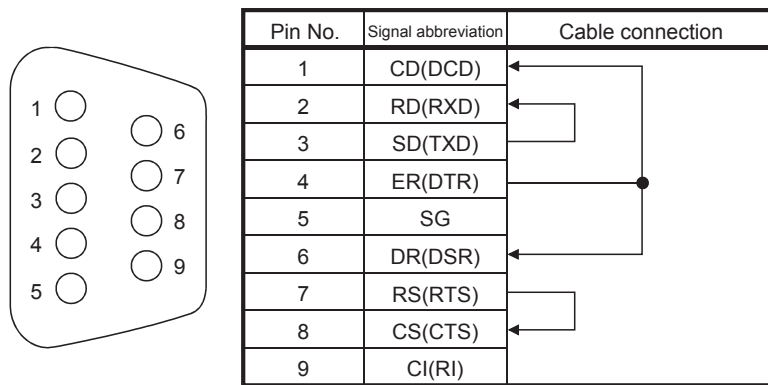 1
2
3
4
5
6
7
8
9
Pin No. Signal abbreviation Cable connection
1 CD(DCD)
2 RD(RXD)
3 SD(TXD)
4 ER(DTR)
5 SG
6 DR(DSR)
7 RS(RTS)
8 CS(CTS)
9 CI(RI)